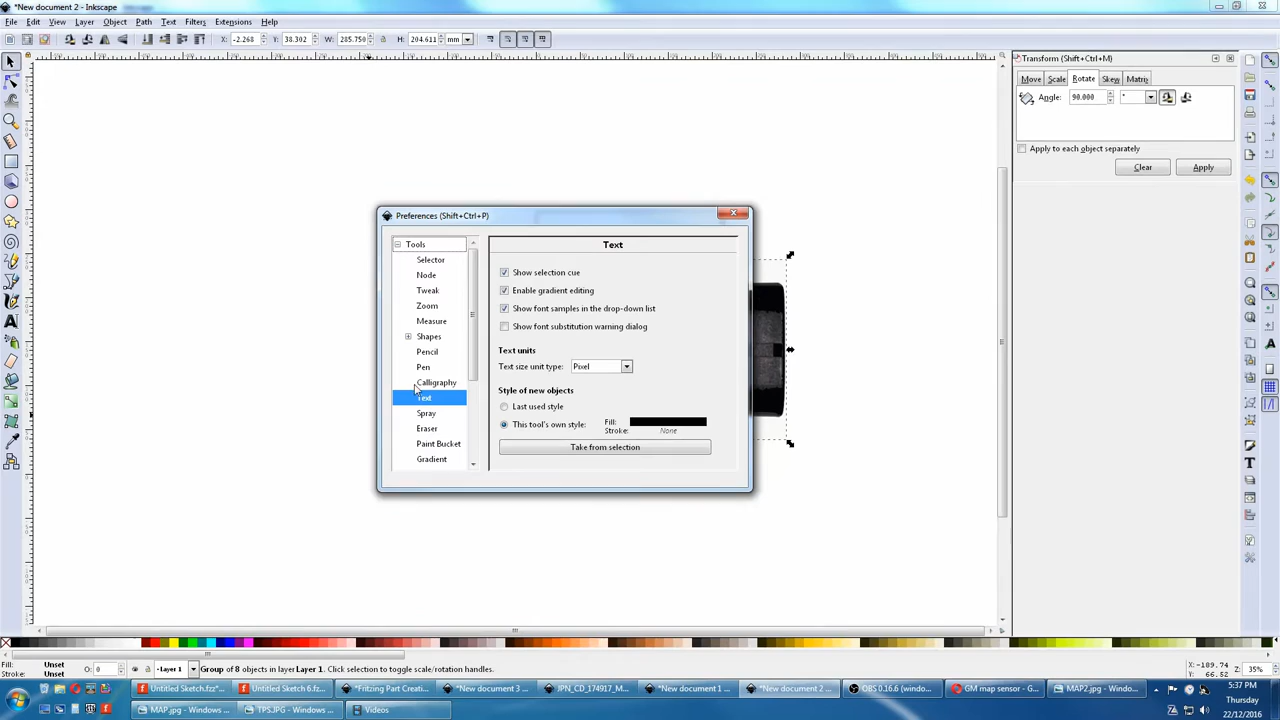 *New document 2 - Inkscape
File Edit View Layer Object Path Text Filters Extensions Help
X: -2.268 Y: 38.302 W: 285.750 H: 204.611 mm
Transform (Shift+Ctrl+M)
Move Scale Rotate Skew Matrix
Angle: 90.000 °
Apply to each object separately
Clear Apply
Preferences (Shift+Ctrl+P)
Tools
Selector
Node
Tweak
Zoom
Measure
Shapes
Pencil
Pen
Calligraphy
Text
Spray
Eraser
Paint Bucket
Gradient
Text
Show selection cue
Enable gradient editing
Show font samples in the drop-down list
Show font substitution warning dialog
Text units
Text size unit type: Pixel
Style of new objects
Last used style
This tool's own style: Fill:
Stroke: None
Take from selection
Fill: Unset
Stroke: Unset
O: 0
Layer 1
Group of 8 objects in layer Layer 1. Click selection to toggle scale/rotation handles.
X: -189.74
Y: 66.52
Z: 35%
Untitled Sketch.fzz* Untitled Sketch 6.fz... *Fritzing Part Creati... *New document 3 ... JPN_CD_174917_M... *New document 1 ... *New document 2 ... OBS 0.16.6 (windo... GM map sensor - G... MAP2.jpg - Windo...
MAP.jpg - Windows ... TPS.JPG - Windows ... Videos
5:37 PM
Thursday
22/12/2016